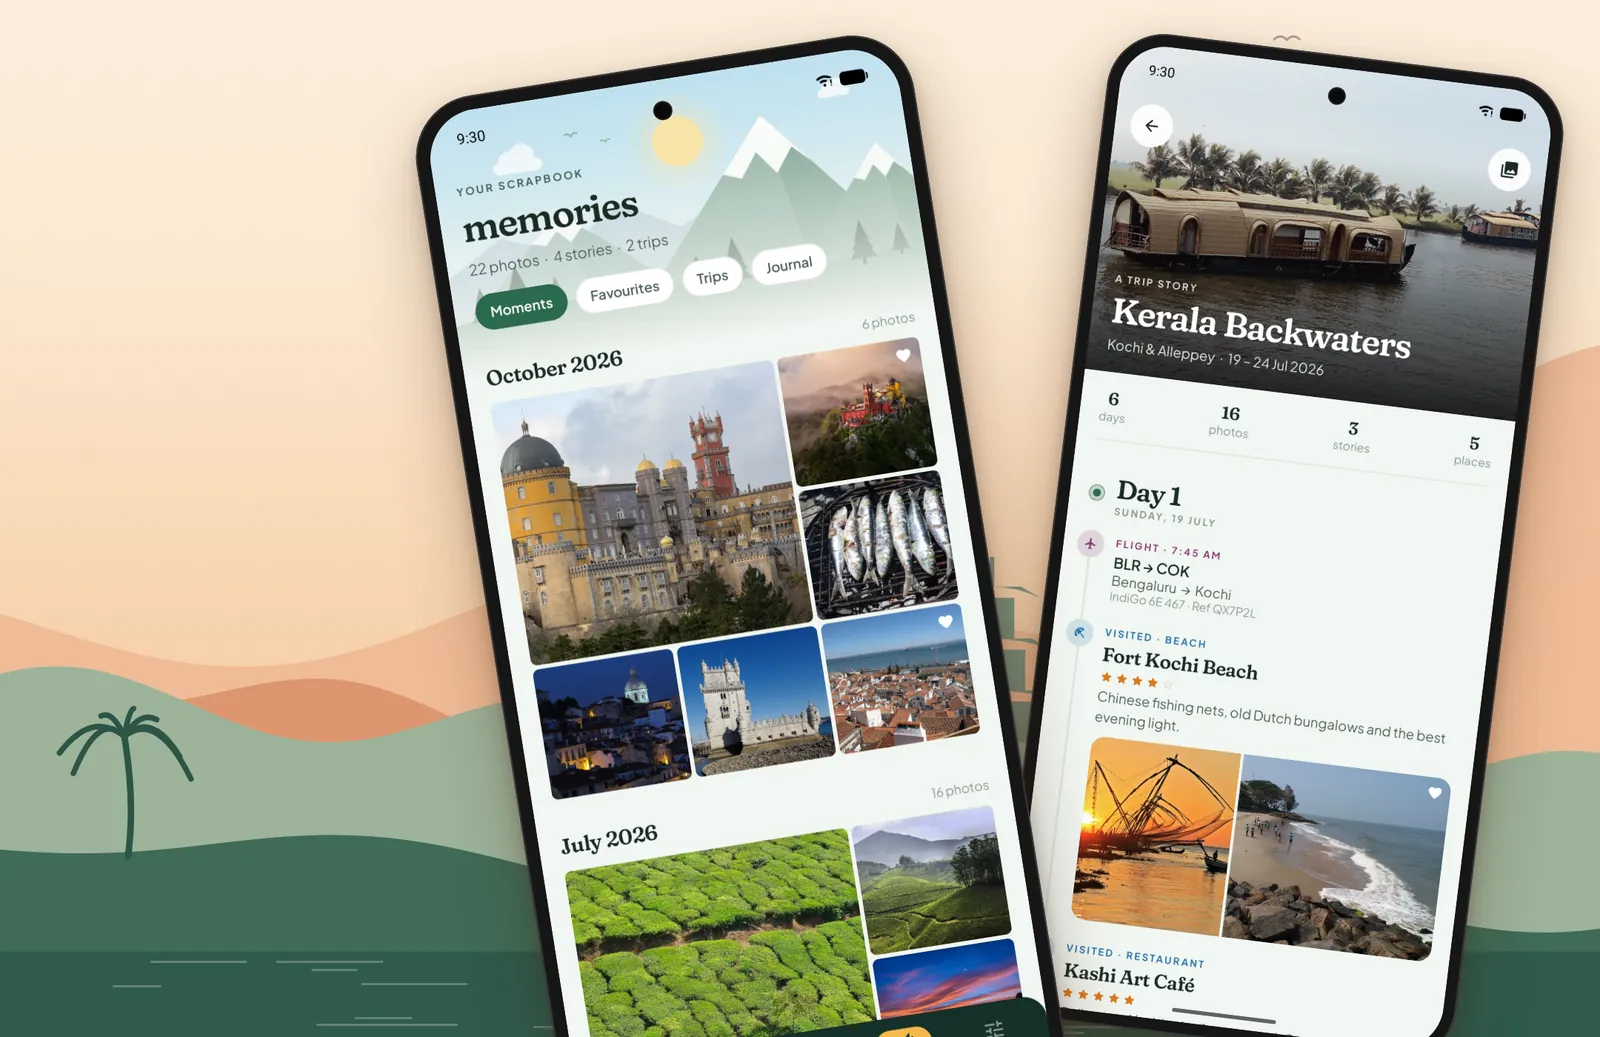 9:30
YOUR SCRAPBOOK
memories
22 photos · 4 stories · 2 trips
Moments
Favourites
Trips
Journal
6 photos
October 2026
16 photos
July 2026
9:30
A TRIP STORY
Kerala Backwaters
Kochi & Alleppey · 19 – 24 Jul 2026
6
days
16
photos
3
stories
5
places
Day 1
SUNDAY, 19 JULY
FLIGHT · 7:45 AM
BLR → COK
Bengaluru → Kochi
IndiGo 6E 467 · Ref QX7P2L
VISITED · BEACH
Fort Kochi Beach
Chinese fishing nets, old Dutch bungalows and the best
evening light.
VISITED · RESTAURANT
Kashi Art Café